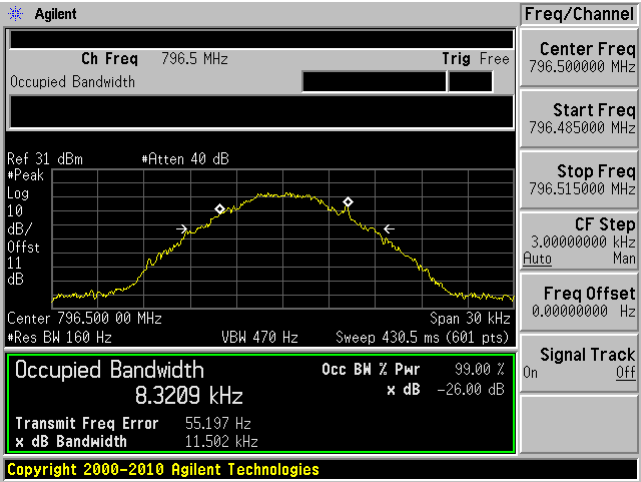 Agilent
Freq/Channel
Ch Freq 796.5 MHz Trig Free
Occupied Bandwidth
Center Freq
796.500000 MHz
Start Freq
796.485000 MHz
Stop Freq
796.515000 MHz
CF Step
3.00000000 kHz
Auto Man
Freq Offset
0.00000000 Hz
Signal Track
On Off
Ref 31 dBm #Atten 40 dB
#Peak
Log
10
dB/
Offst
11
dB
Center 796.500 00 MHz Span 30 kHz
#Res BW 160 Hz VBW 470 Hz Sweep 430.5 ms (601 pts)
Occupied Bandwidth Occ BW % Pwr 99.00 %
8.3209 kHz x dB -26.00 dB
Transmit Freq Error 55.197 Hz
x dB Bandwidth 11.502 kHz
Copyright 2000-2010 Agilent Technologies